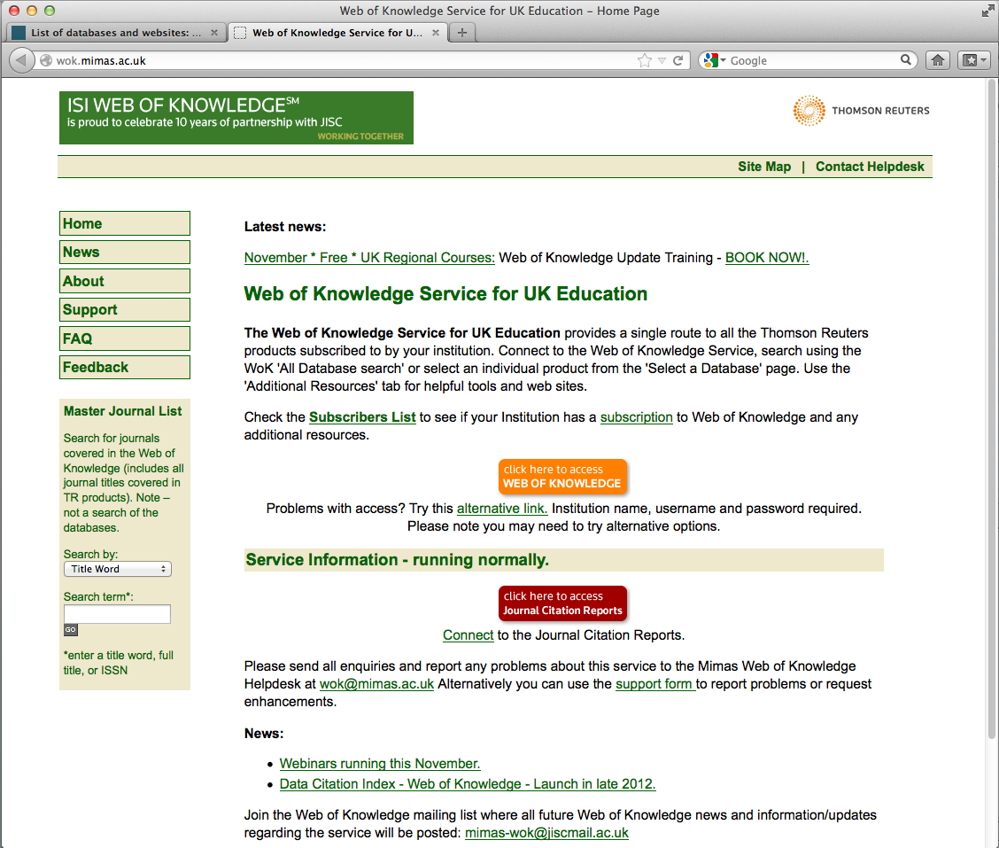 Web of Knowledge Service for UK Education – Home Page
List of databases and websites: ...
Web of Knowledge Service for U...
wok.mimas.ac.uk
Google
ISI WEB OF KNOWLEDGE℠
is proud to celebrate 10 years of partnership with JISC
WORKING TOGETHER
THOMSON REUTERS
Site Map | Contact Helpdesk
Home
News
About
Support
FAQ
Feedback
Master Journal List
Search for journals
covered in the Web of
Knowledge (includes all
journal titles covered in
TR products). Note –
not a search of the
databases.
Search by:
Title Word
Search term*:
GO
*enter a title word, full
title, or ISSN
Latest news:
November * Free * UK Regional Courses: Web of Knowledge Update Training - BOOK NOW!.
Web of Knowledge Service for UK Education
The Web of Knowledge Service for UK Education provides a single route to all the Thomson Reuters
products subscribed to by your institution. Connect to the Web of Knowledge Service, search using the
WoK 'All Database search' or select an individual product from the 'Select a Database' page. Use the
'Additional Resources' tab for helpful tools and web sites.
Check the Subscribers List to see if your Institution has a subscription to Web of Knowledge and any
additional resources.
click here to access
WEB OF KNOWLEDGE
Problems with access? Try this alternative link. Institution name, username and password required.
Please note you may need to try alternative options.
Service Information - running normally.
click here to access
Journal Citation Reports
Connect to the Journal Citation Reports.
Please send all enquiries and report any problems about this service to the Mimas Web of Knowledge
Helpdesk at wok@mimas.ac.uk Alternatively you can use the support form to report problems or request
enhancements.
News:
• Webinars running this November.
• Data Citation Index - Web of Knowledge - Launch in late 2012.
Join the Web of Knowledge mailing list where all future Web of Knowledge news and information/updates
regarding the service will be posted: mimas-wok@jiscmail.ac.uk